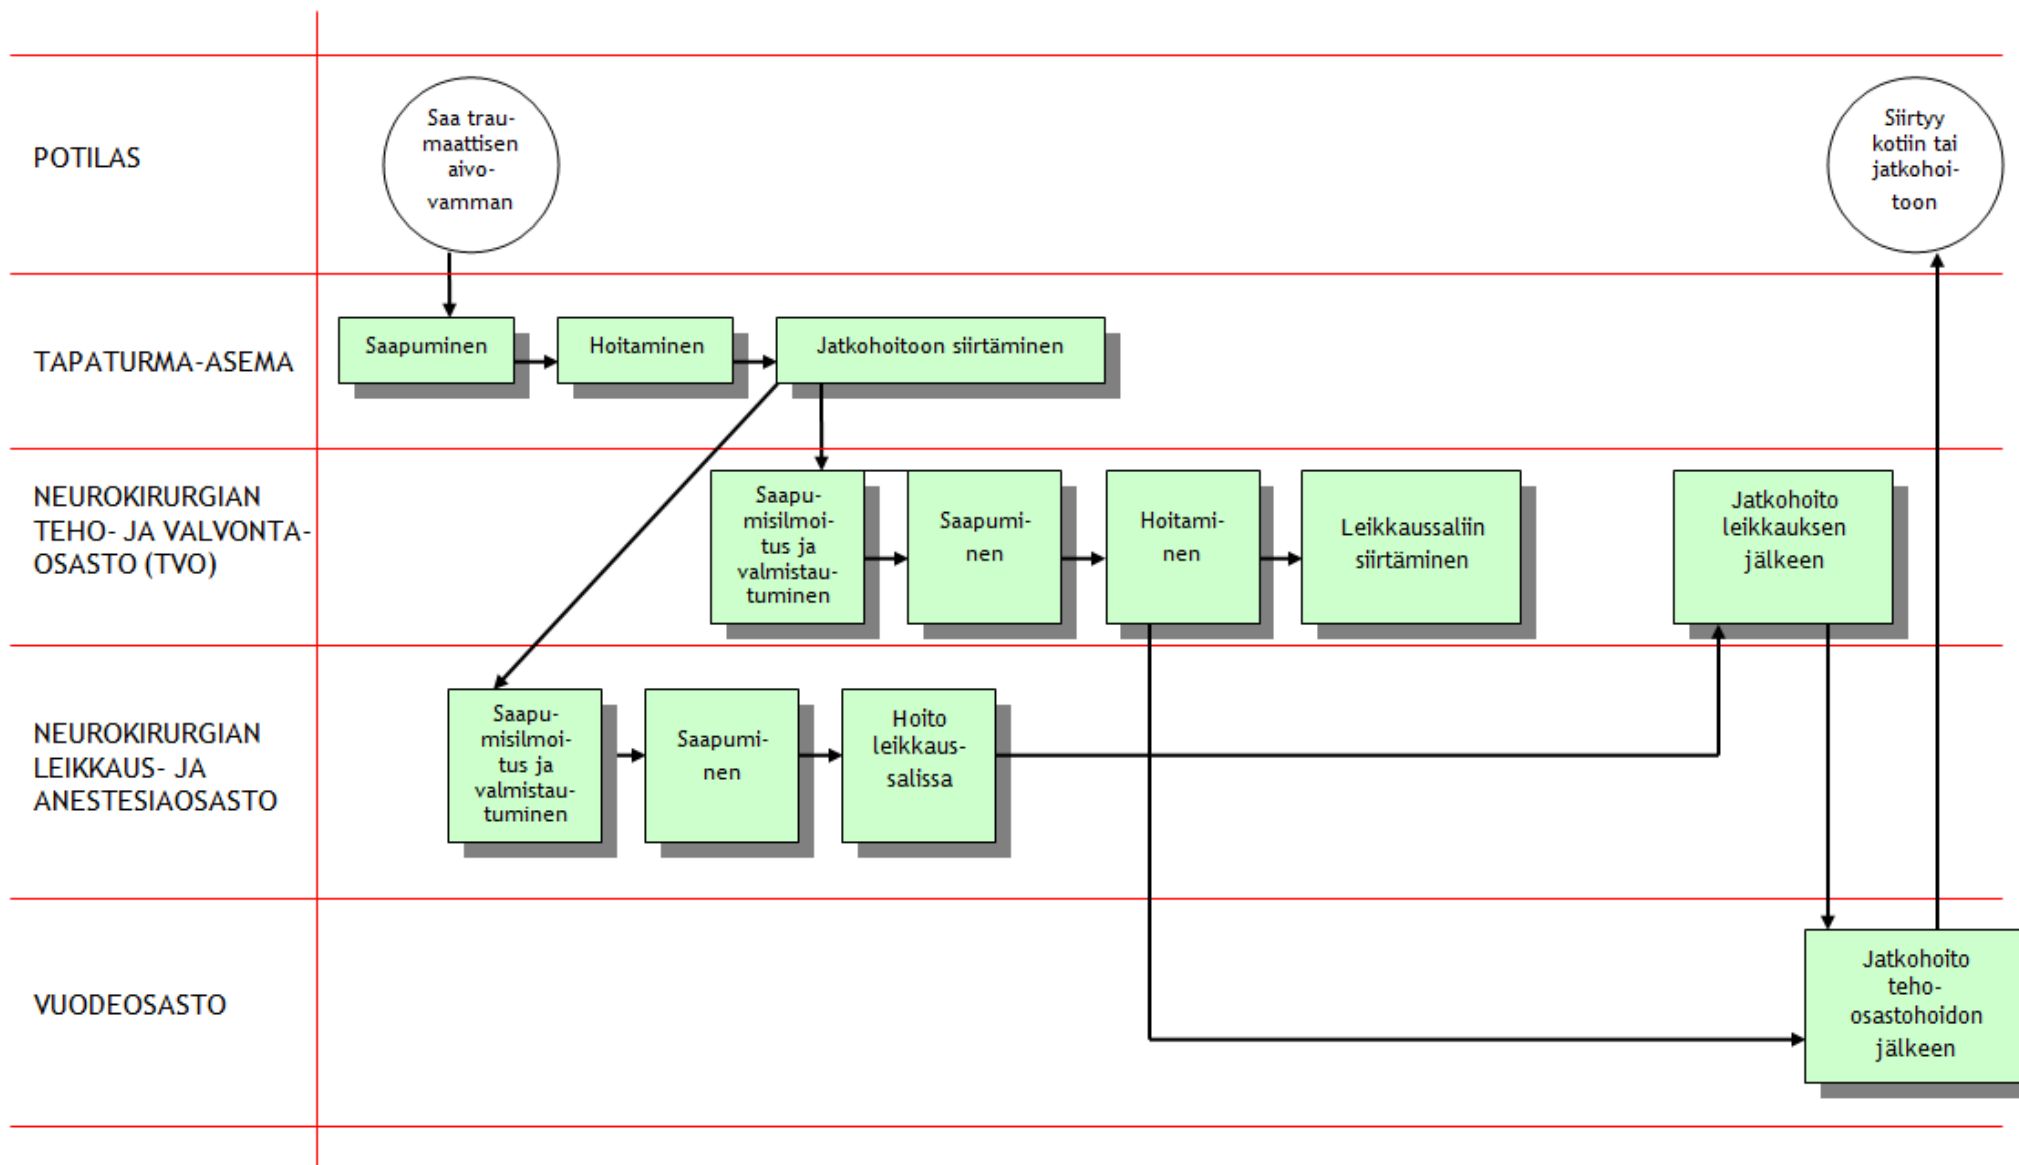 POTILAS
Saa trau-
maattisen
aivo-
vamman
Siirtyy
kotiin tai
jatkohoi-
toon
TAPATURMA-ASEMA
Saapuminen
Hoitaminen
Jatkohoitoon siirtäminen
NEUROKIRURGIAN
TEHO- JA VALVONTA-
OSASTO (TVO)
Saapu-
misilmoi-
tus ja
valmistau-
tuminen
Saapumi-
nen
Hoitami-
nen
Leikkaussaliin
siirtäminen
Jatkohoito
leikkauksen
jälkeen
NEUROKIRURGIAN
LEIKKAUS- JA
ANESTESIAOSASTO
Saapu-
misilmoi-
tus ja
valmistau-
tuminen
Saapumi-
nen
Hoito
leikkaus-
salissa
VUODEOSASTO
Jatkohoito
teho-
osastohoidon
jälkeen